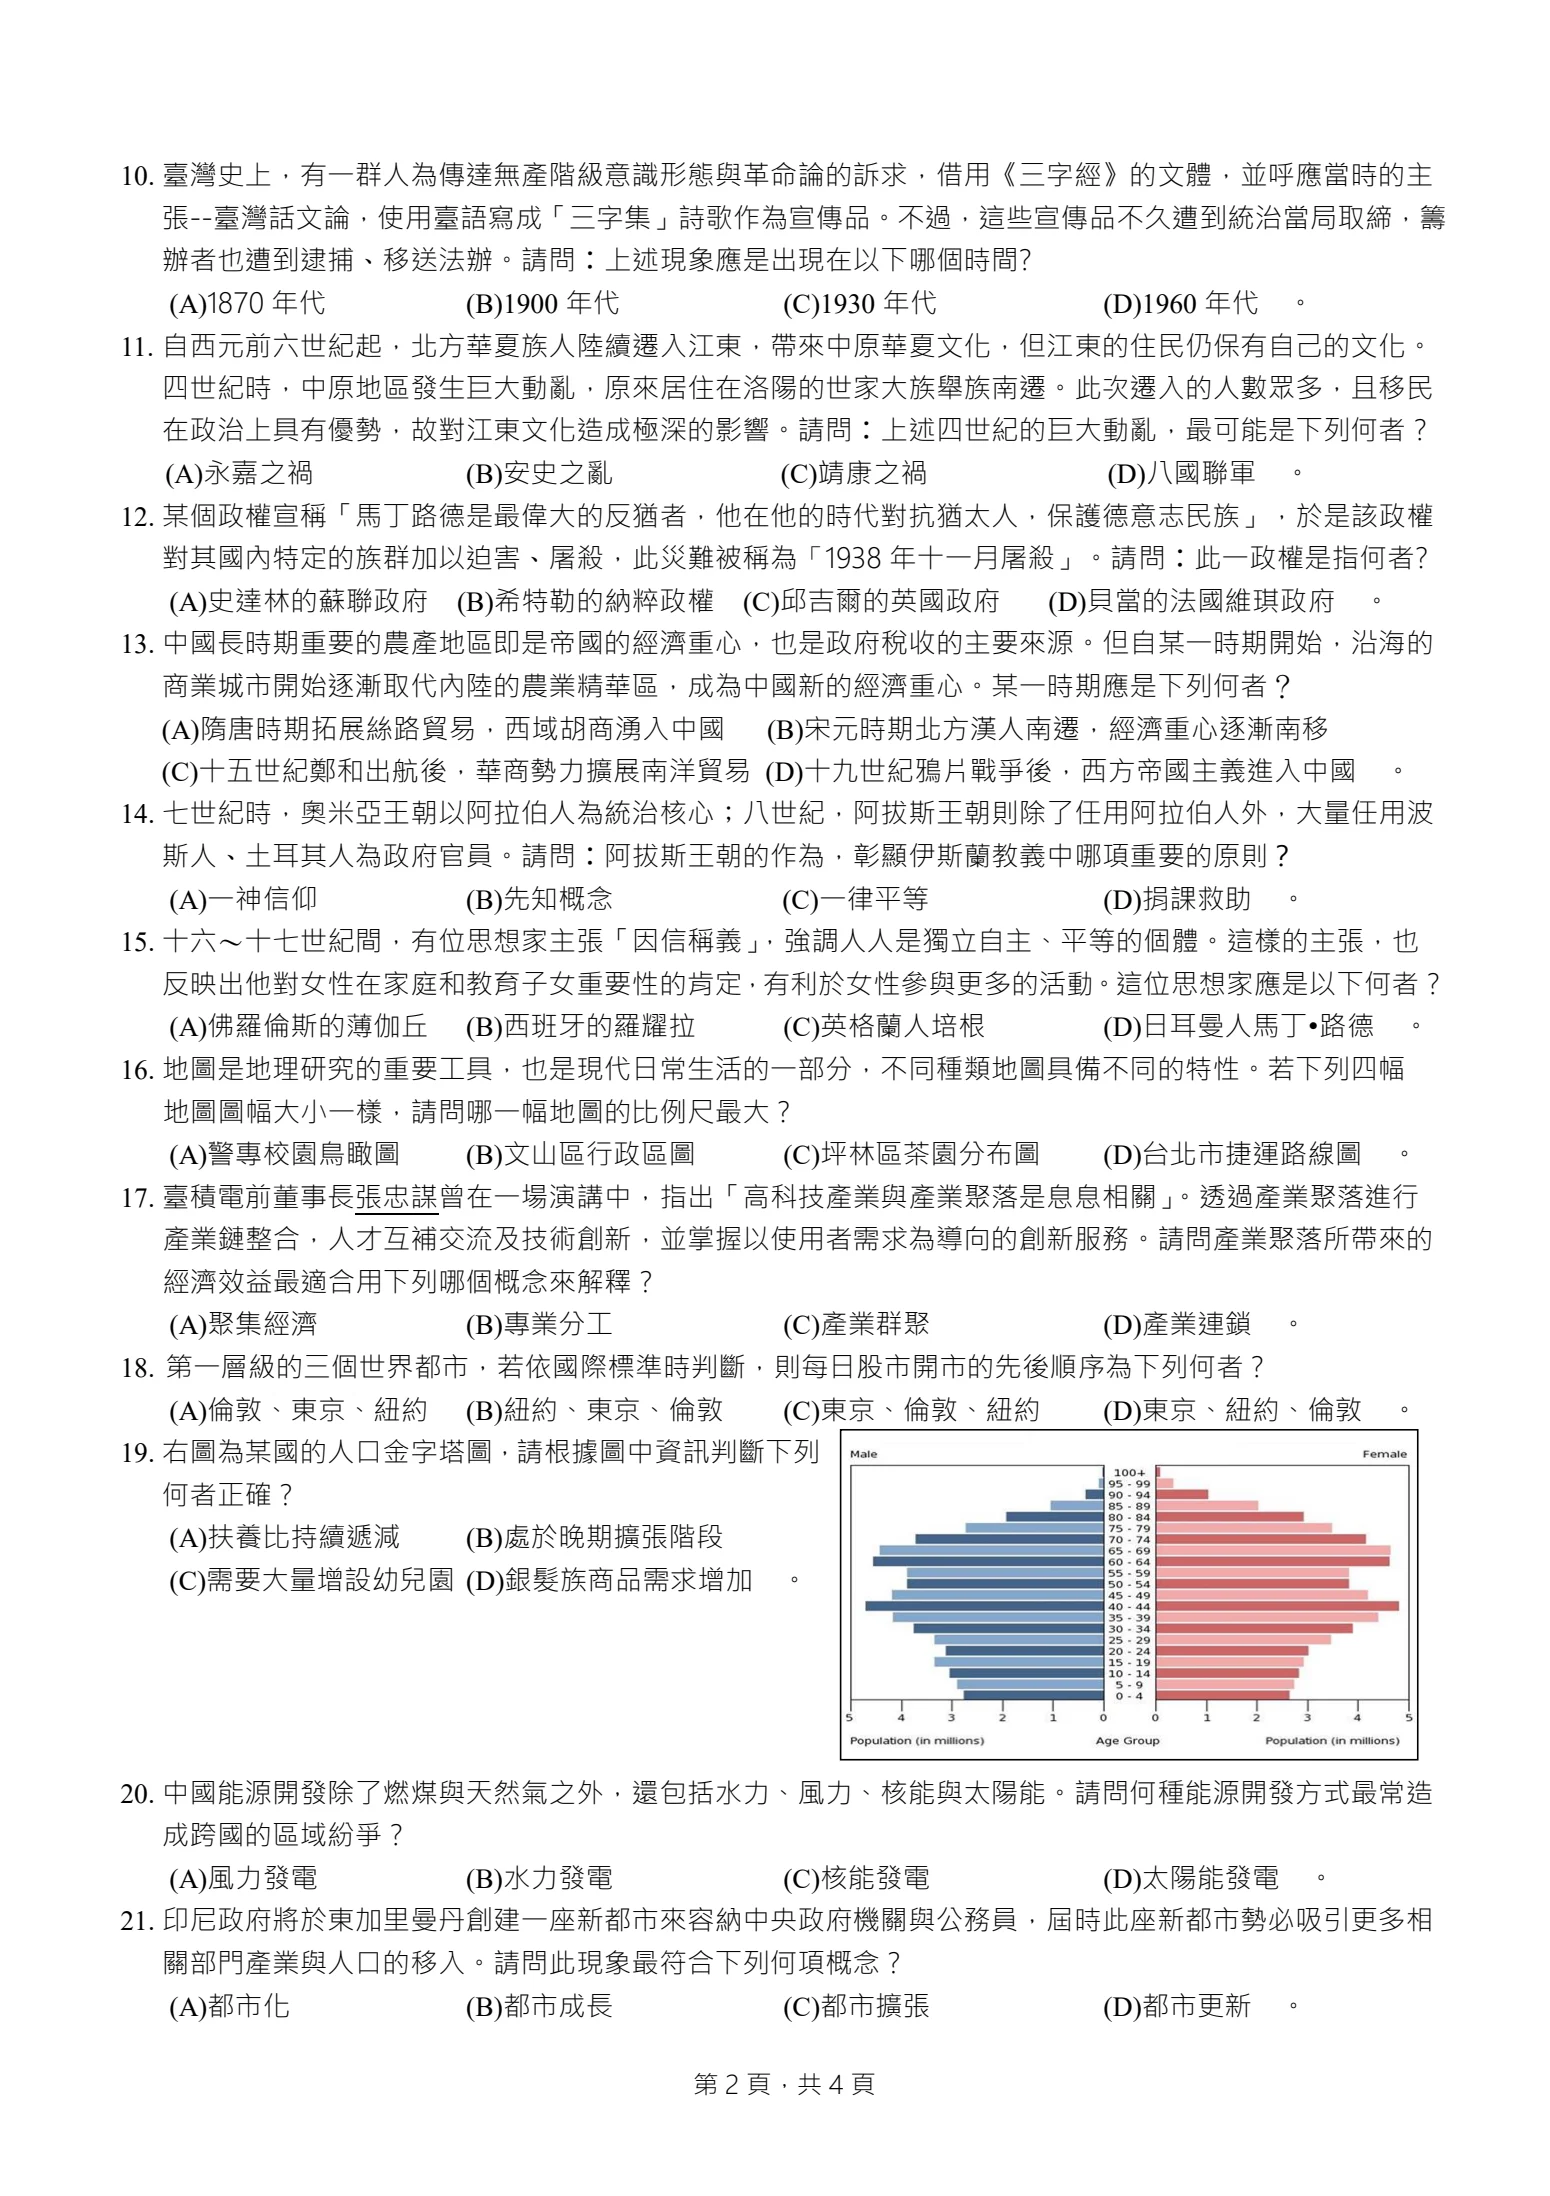 10. 臺灣史上，有一群人為傳達無產階級意識形態與革命論的訴求，借用《三字經》的文體，並呼應當時的主
張--臺灣話文論，使用臺語寫成「三字集」詩歌作為宣傳品。不過，這些宣傳品不久遭到統治當局取締，籌
辦者也遭到逮捕、移送法辦。請問：上述現象應是出現在以下哪個時間?
(A)1870 年代 (B)1900 年代 (C)1930 年代 (D)1960 年代 。
11. 自西元前六世紀起，北方華夏族人陸續遷入江東，帶來中原華夏文化，但江東的住民仍保有自己的文化。
四世紀時，中原地區發生巨大動亂，原來居住在洛陽的世家大族舉族南遷。此次遷入的人數眾多，且移民
在政治上具有優勢，故對江東文化造成極深的影響。請問：上述四世紀的巨大動亂，最可能是下列何者？
(A)永嘉之禍 (B)安史之亂 (C)靖康之禍 (D)八國聯軍 。
12. 某個政權宣稱「馬丁路德是最偉大的反猶者，他在他的時代對抗猶太人，保護德意志民族」，於是該政權
對其國內特定的族群加以迫害、屠殺，此災難被稱為「1938 年十一月屠殺」。請問：此一政權是指何者?
(A)史達林的蘇聯政府 (B)希特勒的納粹政權 (C)邱吉爾的英國政府 (D)貝當的法國維琪政府 。
13. 中國長時期重要的農產地區即是帝國的經濟重心，也是政府稅收的主要來源。但自某一時期開始，沿海的
商業城市開始逐漸取代內陸的農業精華區，成為中國新的經濟重心。某一時期應是下列何者？
(A)隋唐時期拓展絲路貿易，西域胡商湧入中國 (B)宋元時期北方漢人南遷，經濟重心逐漸南移
(C)十五世紀鄭和出航後，華商勢力擴展南洋貿易 (D)十九世紀鴉片戰爭後，西方帝國主義進入中國 。
14. 七世紀時，奧米亞王朝以阿拉伯人為統治核心；八世紀，阿拔斯王朝則除了任用阿拉伯人外，大量任用波
斯人、土耳其人為政府官員。請問：阿拔斯王朝的作為，彰顯伊斯蘭教義中哪項重要的原則？
(A)一神信仰 (B)先知概念 (C)一律平等 (D)捐課救助 。
15. 十六～十七世紀間，有位思想家主張「因信稱義」，強調人人是獨立自主、平等的個體。這樣的主張，也
反映出他對女性在家庭和教育子女重要性的肯定，有利於女性參與更多的活動。這位思想家應是以下何者？
(A)佛羅倫斯的薄伽丘 (B)西班牙的羅耀拉 (C)英格蘭人培根 (D)日耳曼人馬丁•路德 。
16. 地圖是地理研究的重要工具，也是現代日常生活的一部分，不同種類地圖具備不同的特性。若下列四幅
地圖圖幅大小一樣，請問哪一幅地圖的比例尺最大？
(A)警專校園鳥瞰圖 (B)文山區行政區圖 (C)坪林區茶園分布圖 (D)台北市捷運路線圖 。
17. 臺積電前董事長張忠謀曾在一場演講中，指出「高科技產業與產業聚落是息息相關」。透過產業聚落進行
產業鏈整合，人才互補交流及技術創新，並掌握以使用者需求為導向的創新服務。請問產業聚落所帶來的
經濟效益最適合用下列哪個概念來解釋？
(A)聚集經濟 (B)專業分工 (C)產業群聚 (D)產業連鎖 。
18. 第一層級的三個世界都市，若依國際標準時判斷，則每日股市開市的先後順序為下列何者？
(A)倫敦、東京、紐約 (B)紐約、東京、倫敦 (C)東京、倫敦、紐約 (D)東京、紐約、倫敦 。
19. 右圖為某國的人口金字塔圖，請根據圖中資訊判斷下列
何者正確？
(A)扶養比持續遞減 (B)處於晚期擴張階段
(C)需要大量增設幼兒園 (D)銀髮族商品需求增加 。
Male Female
100+
95 - 99
90 - 94
85 - 89
80 - 84
75 - 79
70 - 74
65 - 69
60 - 64
55 - 59
50 - 54
45 - 49
40 - 44
35 - 39
30 - 34
25 - 29
20 - 24
15 - 19
10 - 14
5 - 9
0 - 4
5 4 3 2 1 0 0 1 2 3 4 5
Population (in millions) Age Group Population (in millions)
20. 中國能源開發除了燃煤與天然氣之外，還包括水力、風力、核能與太陽能。請問何種能源開發方式最常造
成跨國的區域紛爭？
(A)風力發電 (B)水力發電 (C)核能發電 (D)太陽能發電 。
21. 印尼政府將於東加里曼丹創建一座新都市來容納中央政府機關與公務員，屆時此座新都市勢必吸引更多相
關部門產業與人口的移入。請問此現象最符合下列何項概念？
(A)都市化 (B)都市成長 (C)都市擴張 (D)都市更新 。
第 2 頁，共 4 頁